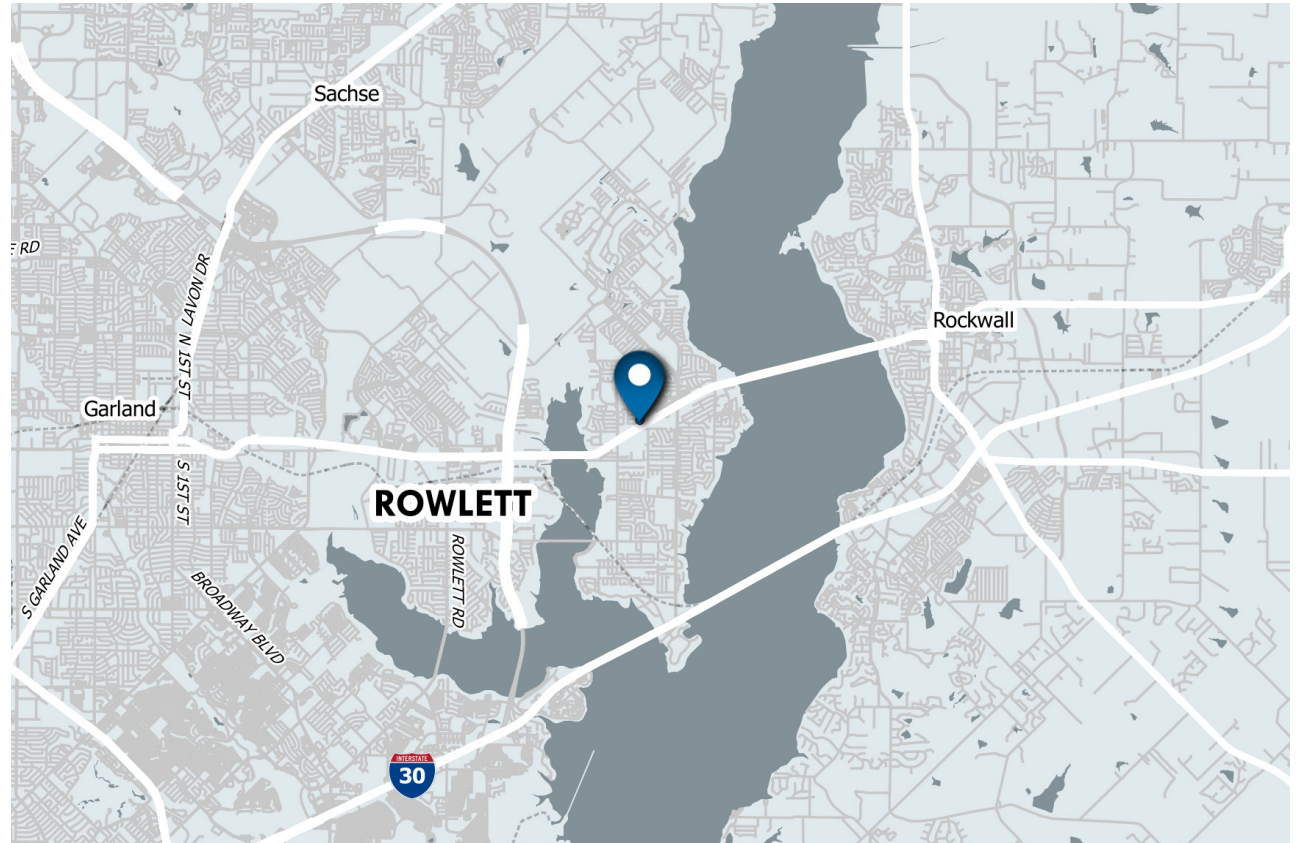 Sachse
E RD
LAVON DR
N 1ST ST
Rockwall
Garland
S 1ST ST
ROWLETT
S GARLAND AVE
BROADWAY BLVD
ROWLETT RD
INTERSTATE
30